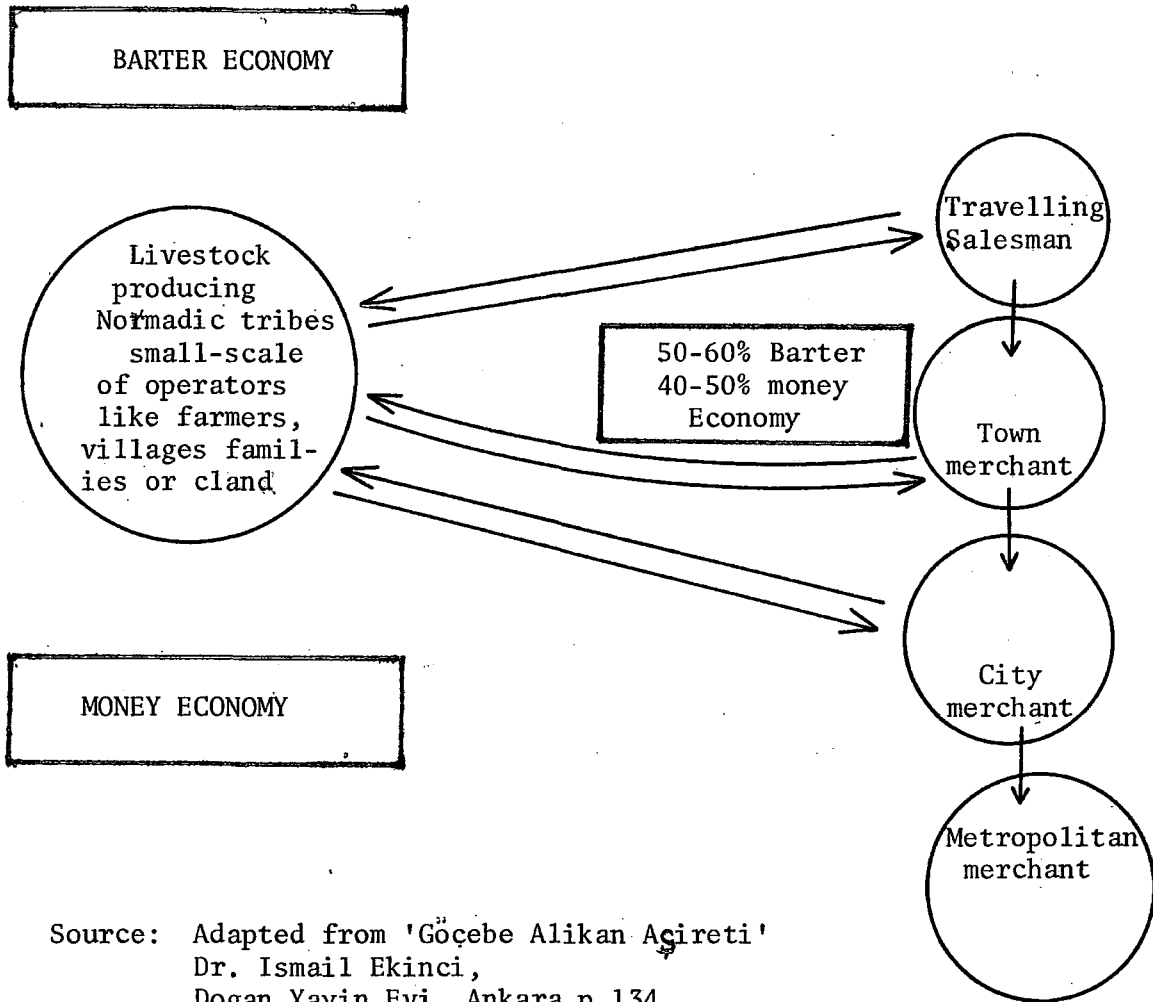 BARTER ECONOMY
Livestock
producing
Normadic tribes
small-scale
of operators
like farmers,
villages famil-
ies or cland
Travelling
Salesman
50-60% Barter
40-50% money
Economy
Town
merchant
City
merchant
MONEY ECONOMY
Metropolitan
merchant
Source: Adapted from 'Göçebe Alikan Aşireti'
Dr. Ismail Ekinci,
Dogan Yayin Evi, Ankara p.134